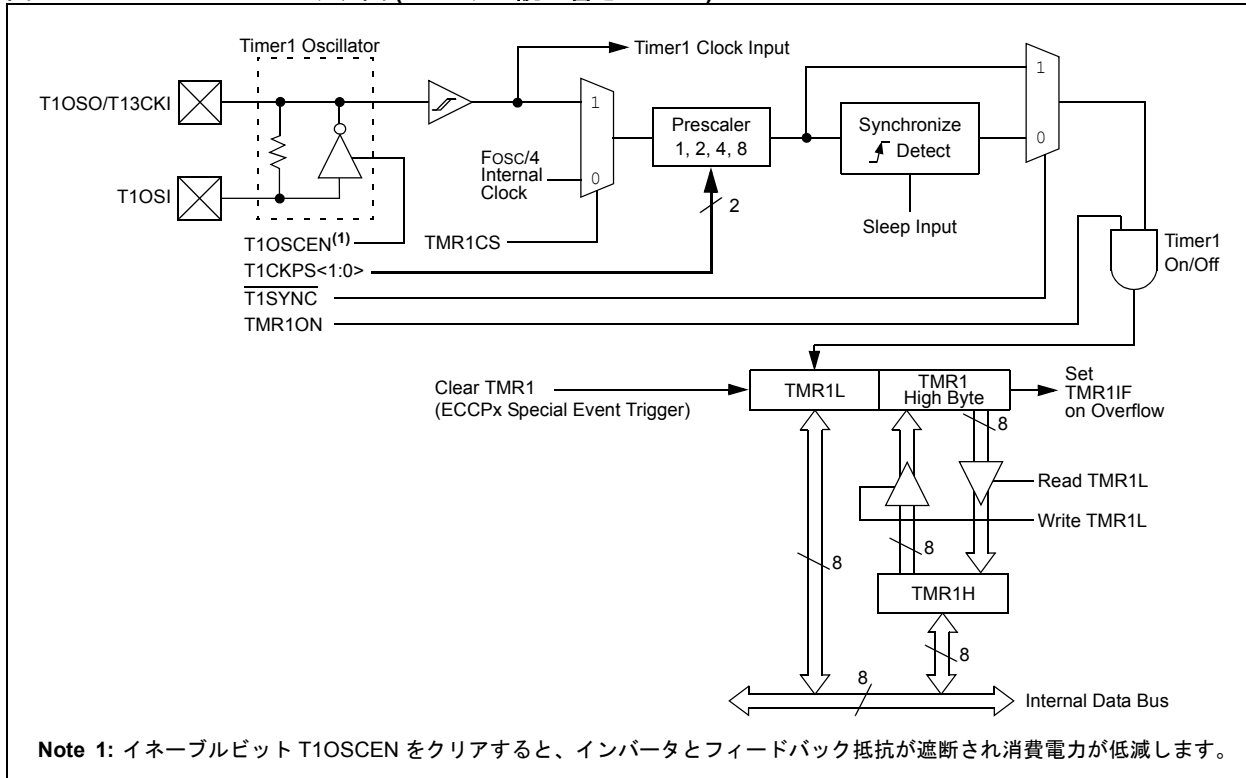 Timer1 Oscillator
Timer1 Clock Input
T1OSO/T13CKI
T1OSI
1
FOSC/4
Internal
Clock
0
Prescaler
1, 2, 4, 8
2
Synchronize
Detect
Sleep Input
1
0
T1OSCEN(1)
TMR1CS
T1CKPS<1:0>
T1SYNC
TMR1ON
Timer1
On/Off
Clear TMR1
(ECCPx Special Event Trigger)
TMR1L
TMR1
High Byte
Set
TMR1IF
on Overflow
8
Read TMR1L
Write TMR1L
8
8
TMR1H
8
8
Internal Data Bus
Note 1: イネーブルビット T1OSCEN をクリアすると、インバータとフィードバック抵抗が遮断され消費電力が低減します。